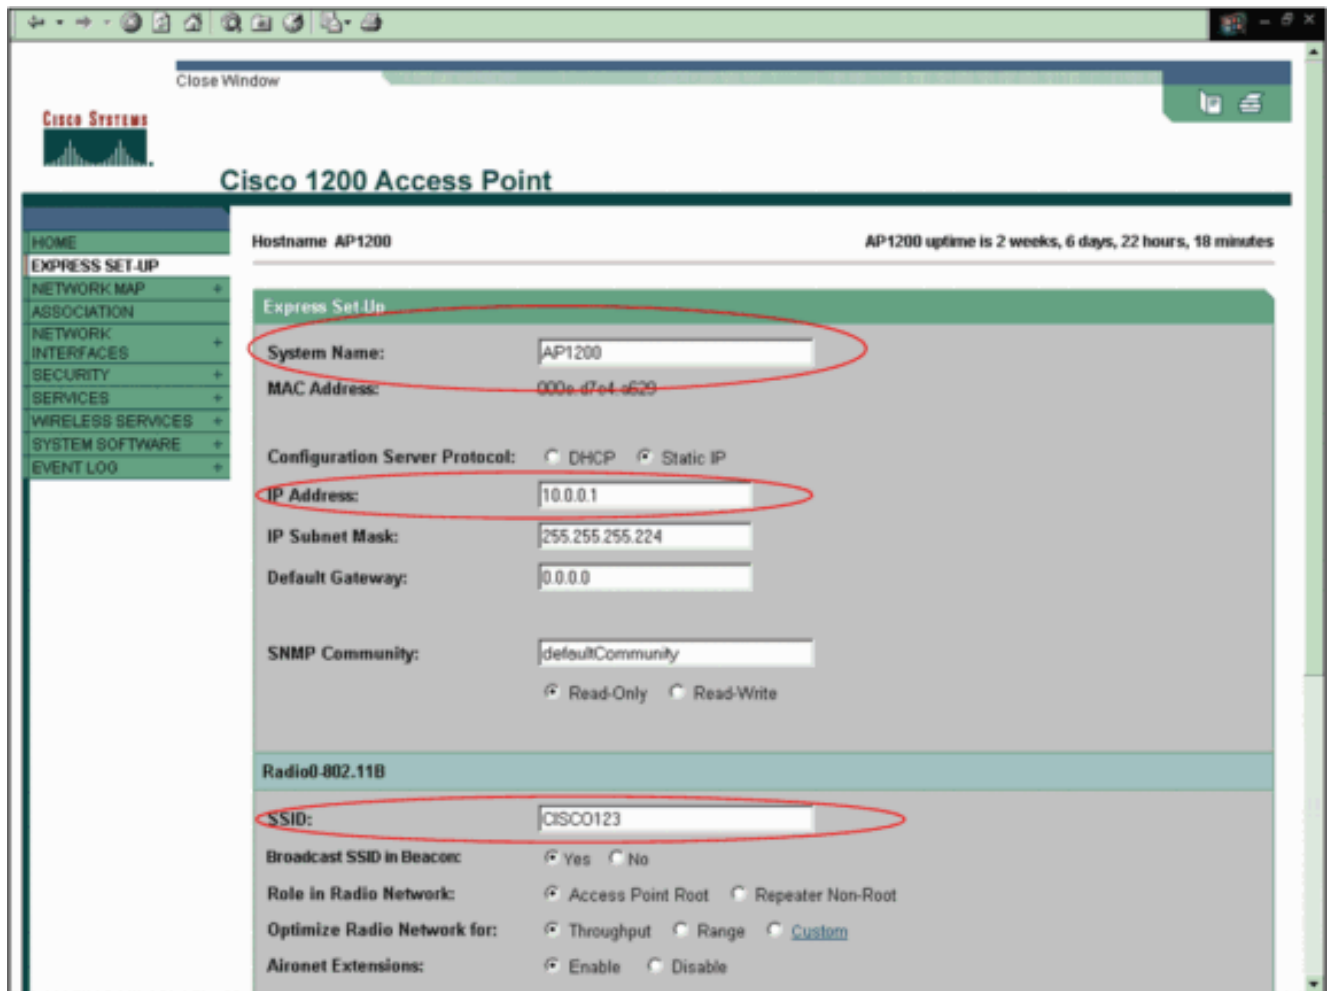 Close Window
CISCO SYSTEMS
Cisco 1200 Access Point
HOME
EXPRESS SET-UP
NETWORK MAP +
ASSOCIATION
NETWORK
INTERFACES +
SECURITY +
SERVICES +
WIRELESS SERVICES +
SYSTEM SOFTWARE +
EVENT LOG +
Hostname AP1200
AP1200 uptime is 2 weeks, 6 days, 22 hours, 18 minutes
Express Set-Up
System Name: AP1200
MAC Address: 000e.d7e4.a629
Configuration Server Protocol: DHCP Static IP
IP Address: 10.0.0.1
IP Subnet Mask: 255.255.255.224
Default Gateway: 0.0.0.0
SNMP Community: defaultCommunity
Read-Only Read-Write
Radio0-802.11B
SSID: CISCO123
Broadcast SSID in Beacon: Yes No
Role in Radio Network: Access Point Root Repeater Non-Root
Optimize Radio Network for: Throughput Range Custom
Aironet Extensions: Enable Disable